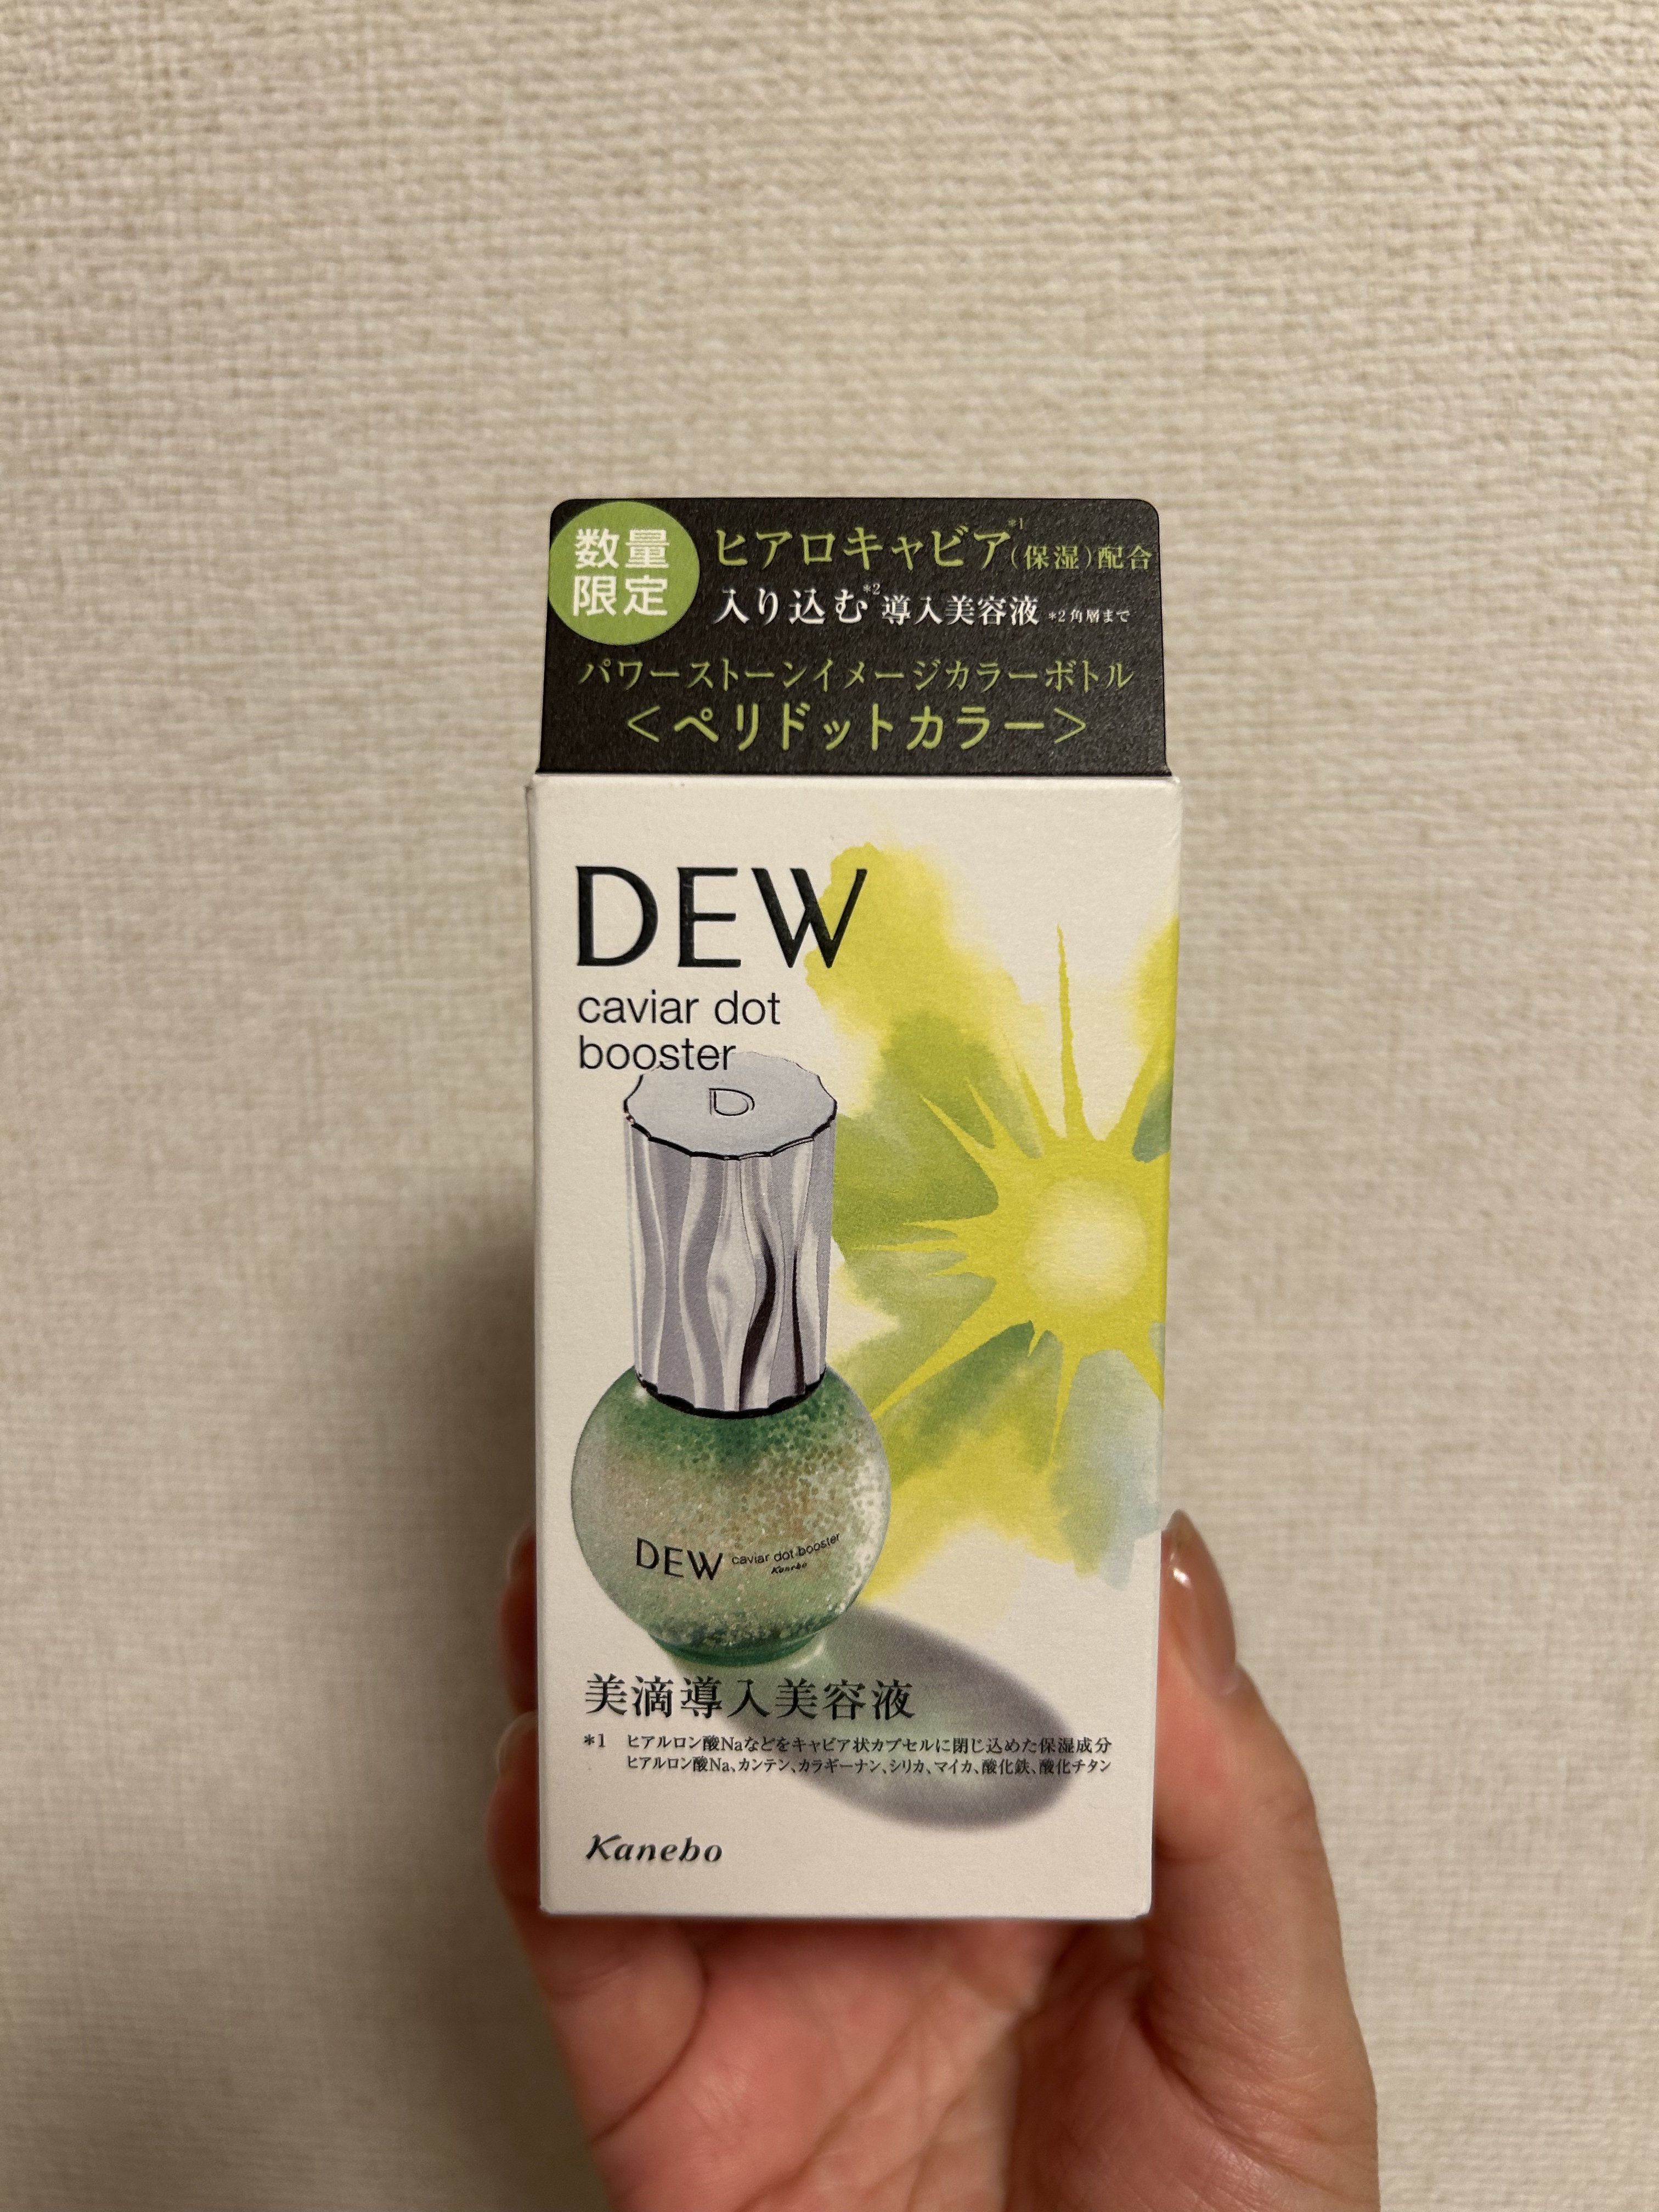 数量
限定
ヒアロキャビア*1(保湿)配合
入り込む*2導入美容液 *2 角層まで
パワーストーンイメージカラーボトル
<ペリドットカラー>
DEW
caviar dot
booster
D
DEW caviar dot booster
Kanebo
美滴導入美容液
*1 ヒアルロン酸Naなどをキャビア状カプセルに閉じ込めた保湿成分
ヒアルロン酸Na、カンテン、カラギーナン、シリカ、マイカ、酸化鉄、酸化チタン
Kanebo